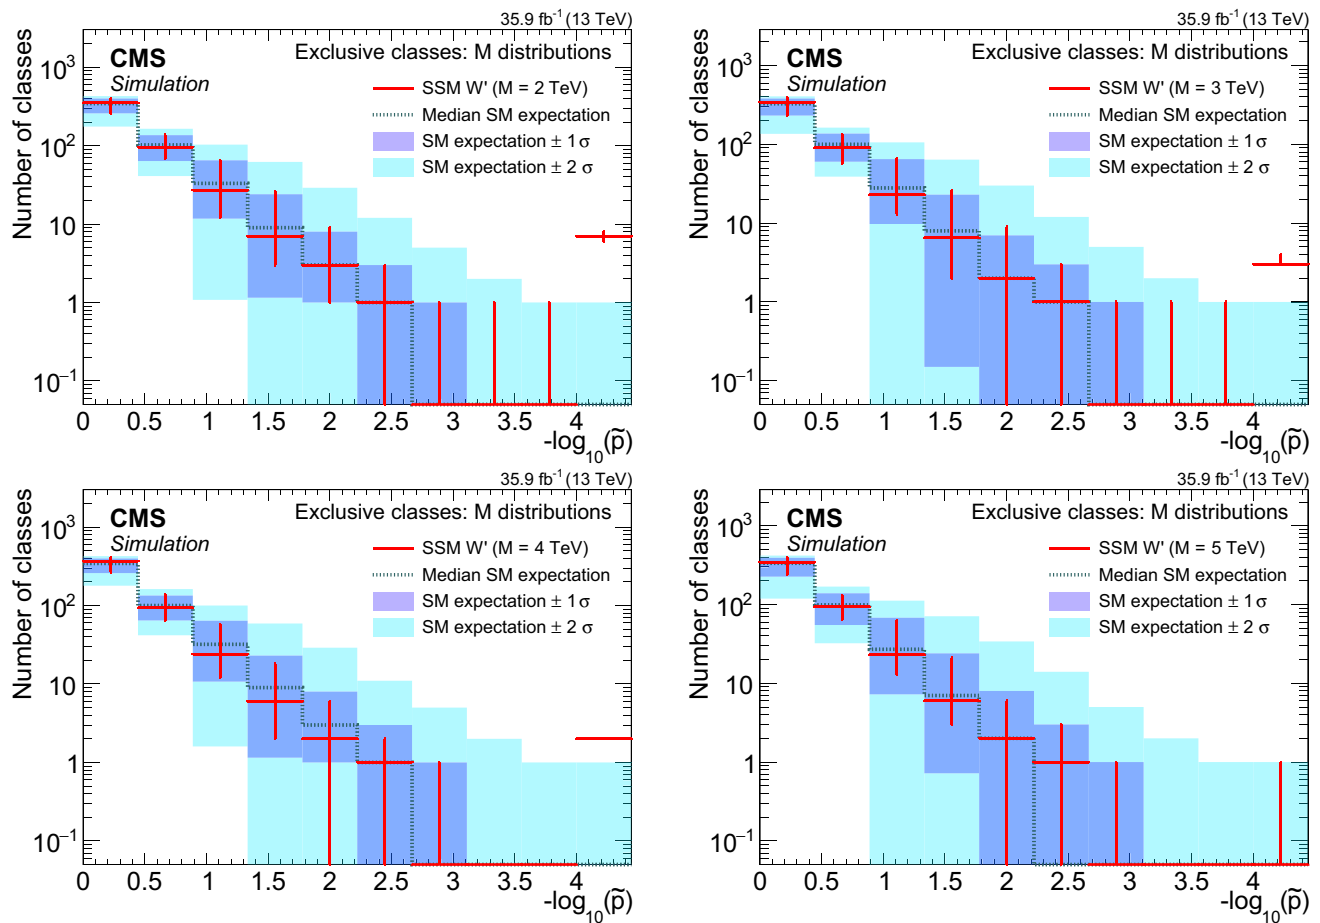 35.9 fb⁻¹ (13 TeV)
CMS
Simulation
Exclusive classes: M distributions
SSM W' (M = 2 TeV)
Median SM expectation
SM expectation ± 1 σ
SM expectation ± 2 σ
Number of classes
10³
10²
10
1
10⁻¹
0 0.5 1 1.5 2 2.5 3 3.5 4
-log₁₀(p̃)
35.9 fb⁻¹ (13 TeV)
CMS
Simulation
Exclusive classes: M distributions
SSM W' (M = 3 TeV)
Median SM expectation
SM expectation ± 1 σ
SM expectation ± 2 σ
Number of classes
10³
10²
10
1
10⁻¹
0 0.5 1 1.5 2 2.5 3 3.5 4
-log₁₀(p̃)
35.9 fb⁻¹ (13 TeV)
CMS
Simulation
Exclusive classes: M distributions
SSM W' (M = 4 TeV)
Median SM expectation
SM expectation ± 1 σ
SM expectation ± 2 σ
Number of classes
10³
10²
10
1
10⁻¹
0 0.5 1 1.5 2 2.5 3 3.5 4
-log₁₀(p̃)
35.9 fb⁻¹ (13 TeV)
CMS
Simulation
Exclusive classes: M distributions
SSM W' (M = 5 TeV)
Median SM expectation
SM expectation ± 1 σ
SM expectation ± 2 σ
Number of classes
10³
10²
10
1
10⁻¹
0 0.5 1 1.5 2 2.5 3 3.5 4
-log₁₀(p̃)